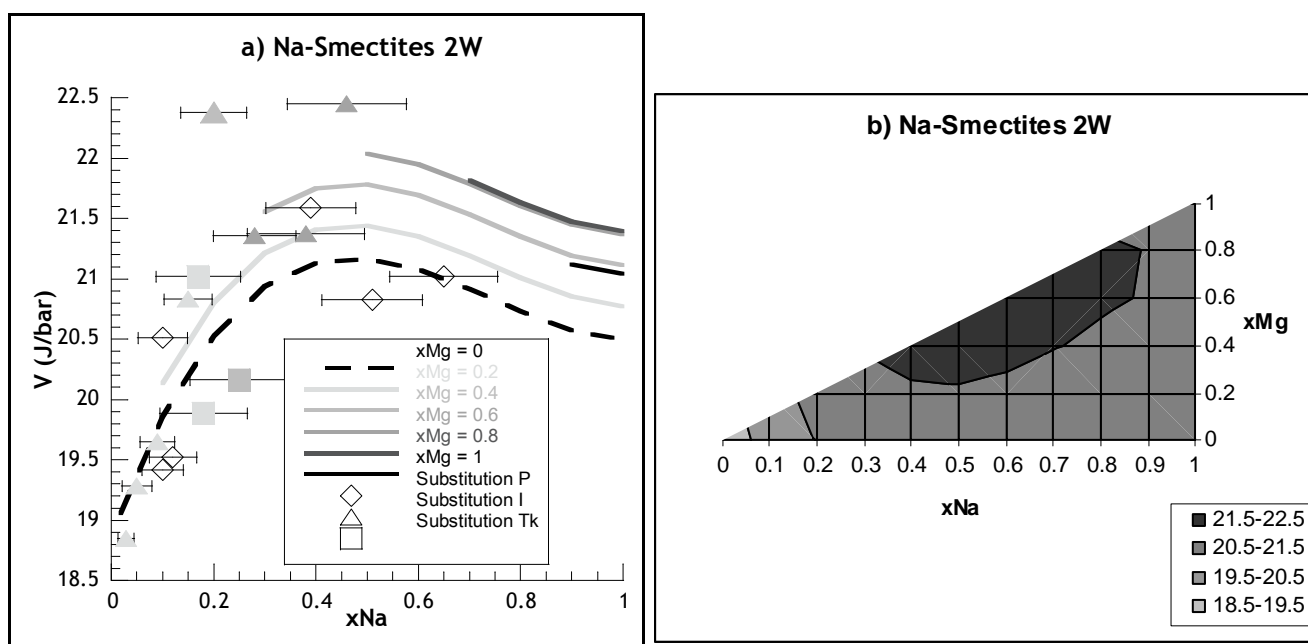 a) Na-Smectites 2W
V (J/bar)
22.5
22
21.5
21
20.5
20
19.5
19
18.5
xMg = 0
xMg = 0.2
xMg = 0.4
xMg = 0.6
xMg = 0.8
xMg = 1
Substitution P
Substitution I
Substitution Tk
0 0.2 0.4 0.6 0.8 1
xNa
b) Na-Smectites 2W
1
0.8
0.6
xMg
0.4
0.2
0
0 0.1 0.2 0.3 0.4 0.5 0.6 0.7 0.8 0.9 1
xNa
21.5-22.5
20.5-21.5
19.5-20.5
18.5-19.5